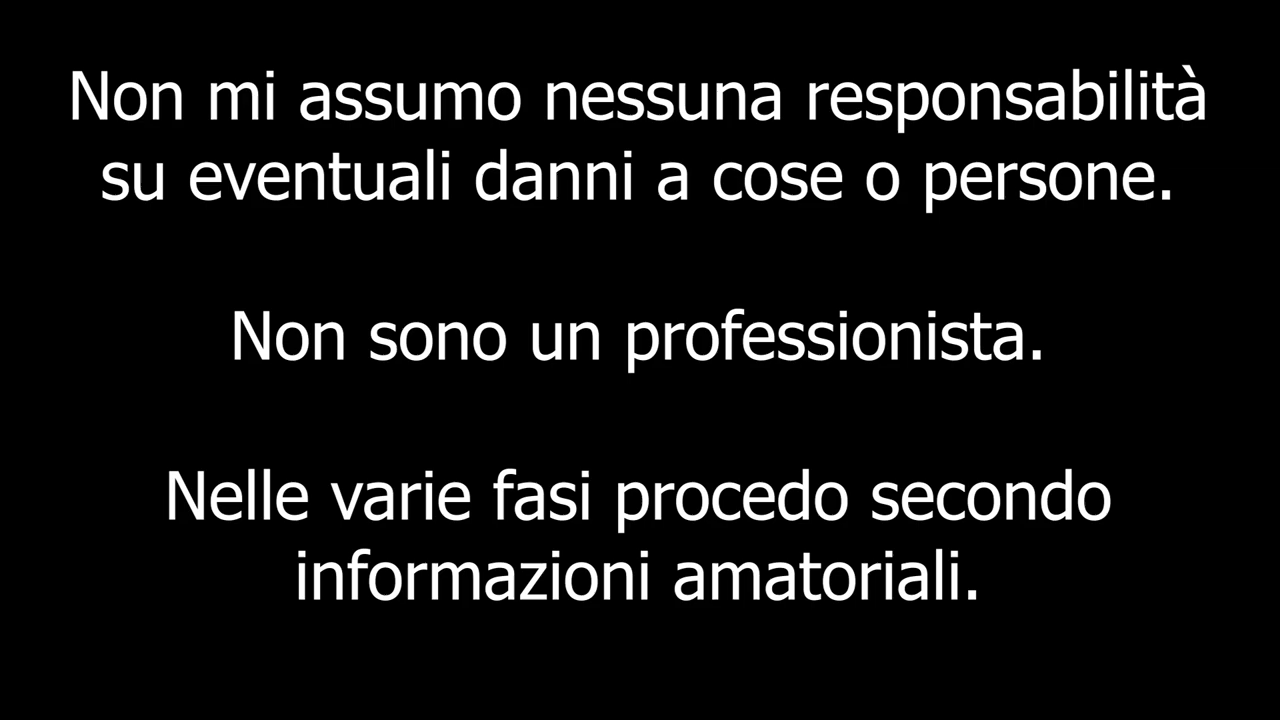 Non mi assumo nessuna responsabilità
su eventuali danni a cose o persone.
Non sono un professionista.
Nelle varie fasi procedo secondo
informazioni amatoriali.